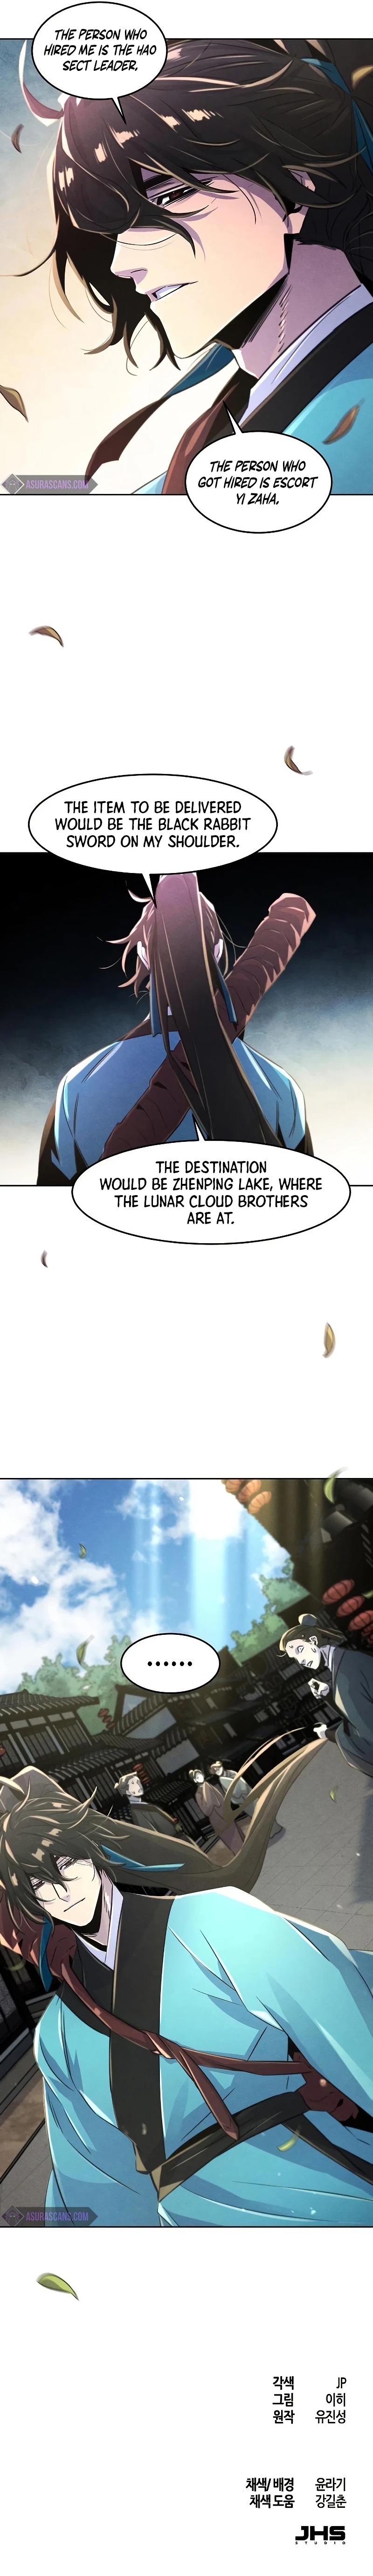 THE PERSON WHO
HIRED ME IS THE HAO
SECT LEADER.
ASURASCANS.COM
THE PERSON WHO
GOT HIRED IS ESCORT
YI ZAHA.
THE ITEM TO BE DELIVERED
WOULD BE THE BLACK RABBIT
SWORD ON MY SHOULDER.
THE DESTINATION
WOULD BE ZHENPING LAKE, WHERE
THE LUNAR CLOUD BROTHERS
ARE AT.
••••••
ASURASCANS.COM
각색 JP
그림 이히
원작 유진성
채색/배경 윤라기
채색 도움 강길춘
JHS
STUDIO